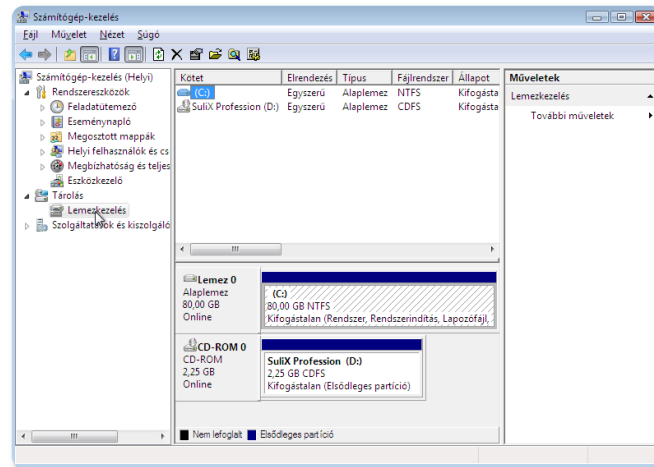 Számítógép-kezelés
Fájl Művelet Nézet Súgó
Számítógép-kezelés (Helyi)
Rendszereszközök
Feladatütemező
Eseménynapló
Megosztott mappák
Helyi felhasználók és cs
Megbízhatóság és teljes
Eszközkezelő
Tárolás
Lemezkezelés
Szolgáltatások és kiszolgáló
Kötet Elrendezés Típus Fájlrendszer Állapot
(C:) Egyszerű Alaplemez NTFS Kifogásta
SuliX Profession (D:) Egyszerű Alaplemez CDFS Kifogásta
Lemez 0
Alaplemez
80,00 GB
Online
(C:)
80,00 GB NTFS
Kifogástalan (Rendszer, Rendszerindítás, Lapozófájl,
CD-ROM 0
CD-ROM
2,25 GB
Online
SuliX Profession (D:)
2,25 GB CDFS
Kifogástalan (Elsődleges partíció)
Nem lefoglalt Elsődleges partíció
Műveletek
Lemezkezelés
További műveletek